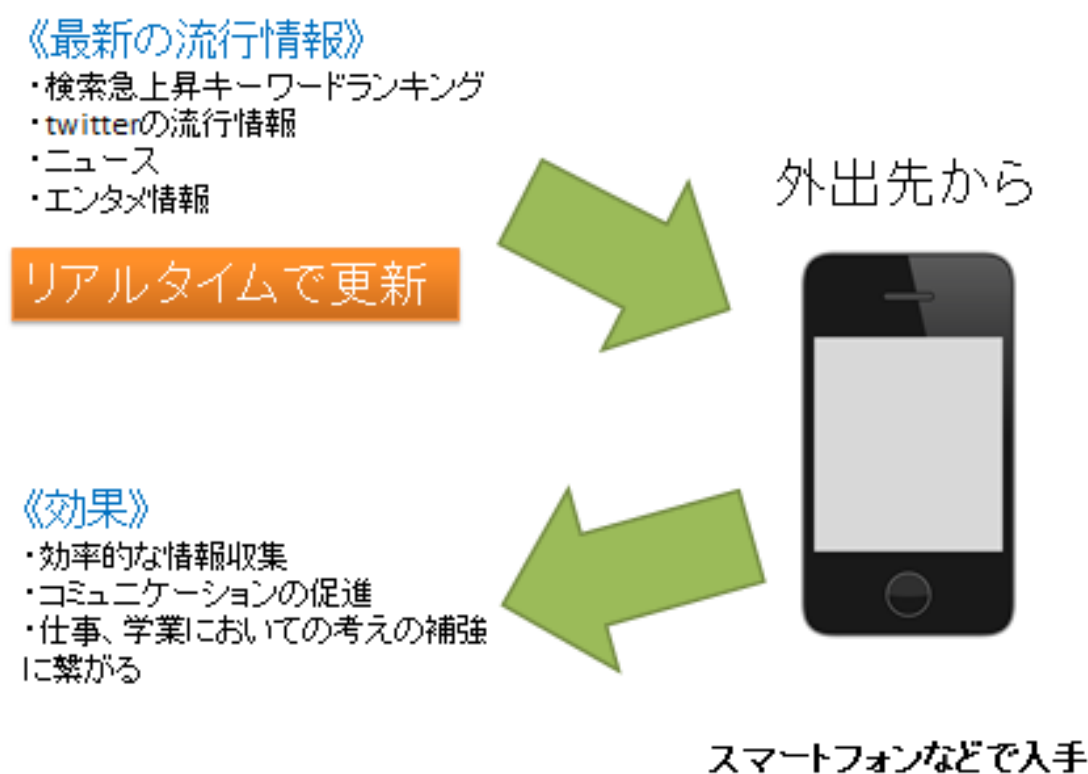 《最新の流行情報》
・検索急上昇キーワードランキング
・twitterの流行情報
・ニュース
・エンタメ情報
リアルタイムで更新
外出先から
《効果》
・効率的な情報収集
・コミュニケーションの促進
・仕事、学業においての考えの補強
に繋がる
スマートフォンなどで入手